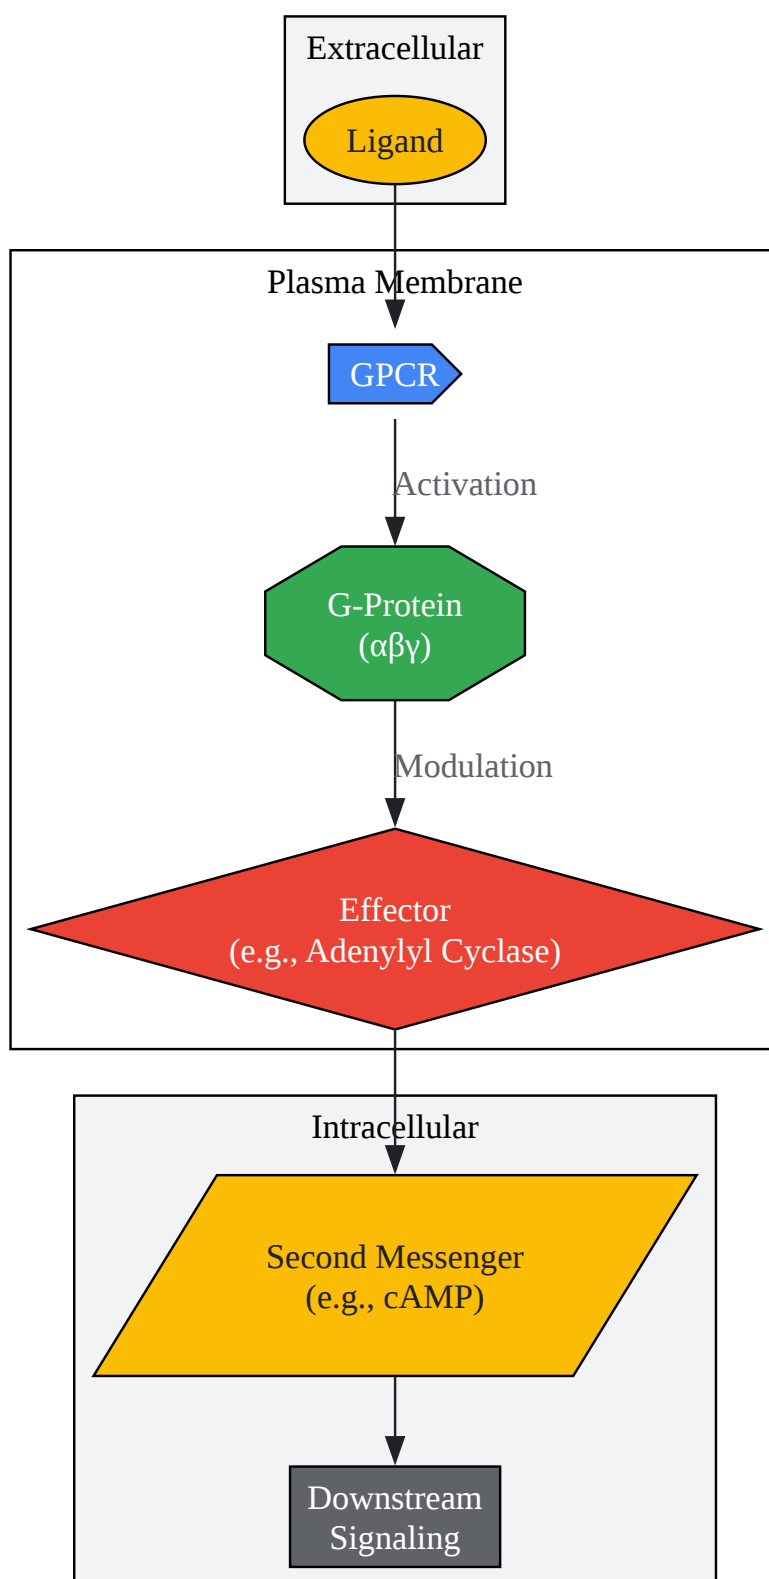 Extracellular
Ligand
Plasma Membrane
GPCR
Activation
G-Protein
(αβγ)
Modulation
Effector
(e.g., Adenylyl Cyclase)
Intracellular
Second Messenger
(e.g., cAMP)
Downstream
Signaling